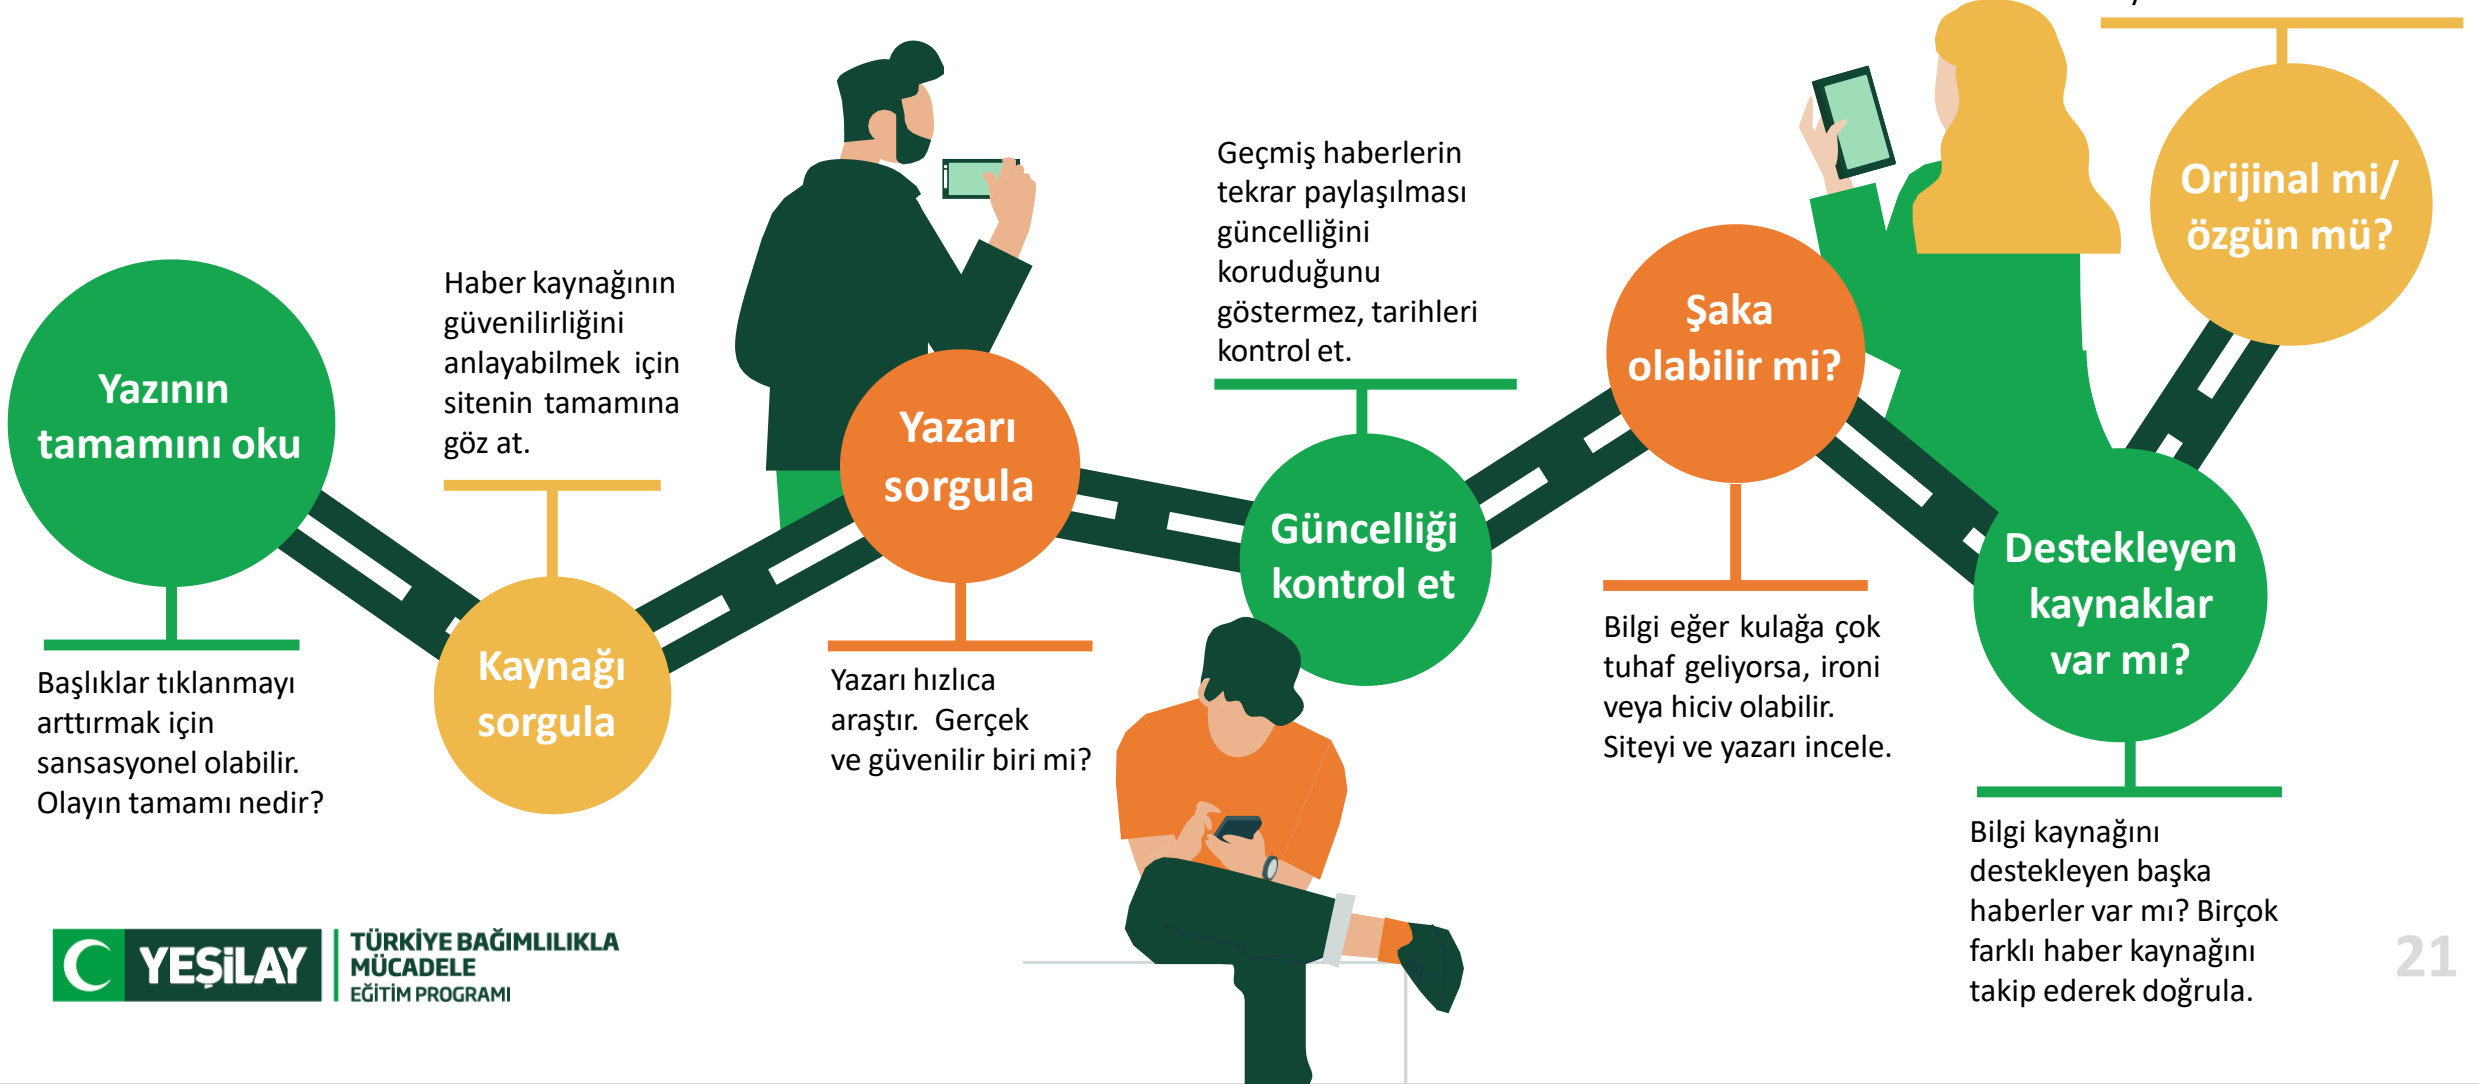 Yazının
tamamını oku
Başlıklar tıklanmayı
arttırmak için
sansasyonel olabilir.
Olayın tamamı nedir?
Haber kaynağının
güvenilirliğini
anlayabilmek için
sitenin tamamına
göz at.
Kaynağı
sorgula
Yazarı
sorgula
Yazarı hızlıca
araştır. Gerçek
ve güvenilir biri mi?
Geçmiş haberlerin
tekrar paylaşılması
güncelliğini
koruduğunu
göstermez, tarihleri
kontrol et.
Güncelliği
kontrol et
Şaka
olabilir mi?
Bilgi eğer kulağa çok
tuhaf geliyorsa, ironi
veya hiciv olabilir.
Siteyi ve yazarı incele.
Destekleyen
kaynaklar
var mı?
Bilgi kaynağını
destekleyen başka
haberler var mı? Birçok
farklı haber kaynağını
takip ederek doğrula.
Orijinal mi/
özgün mü?
YEŞİLAY
TÜRKİYE BAĞIMLILIKLA
MÜCADELE
EĞİTİM PROGRAMI
21